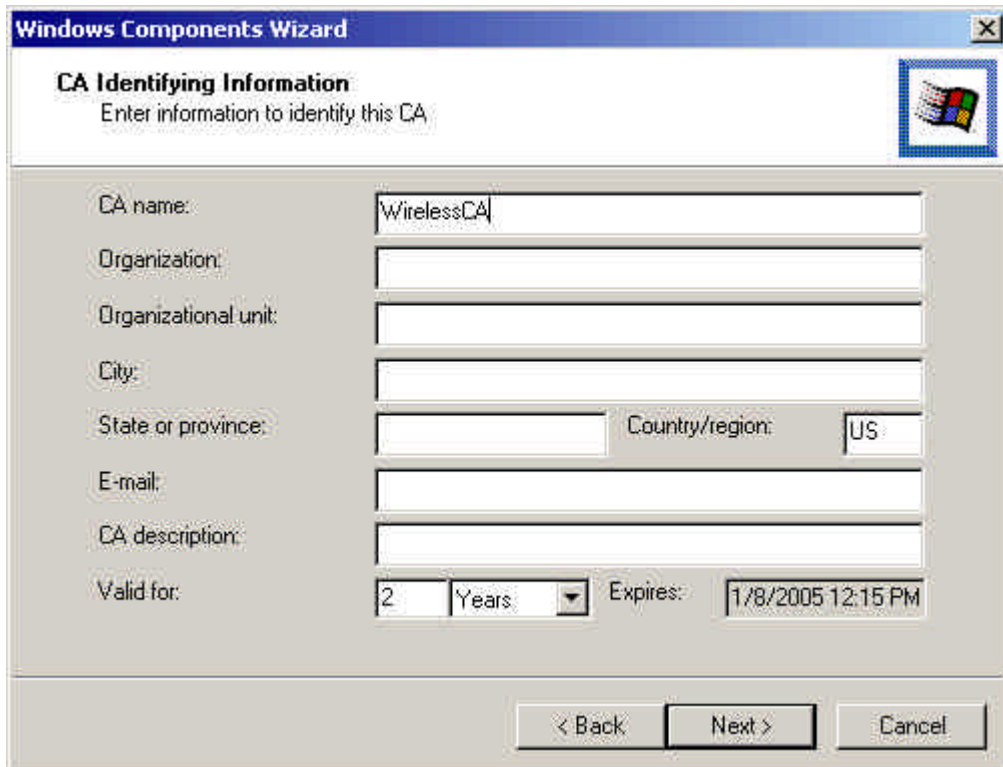 Windows Components Wizard
CA Identifying Information
Enter information to identify this CA
CA name: WirelessCA
Organization:
Organizational unit:
City:
State or province: Country/region: US
E-mail:
CA description:
Valid for: 2 Years Expires: 1/8/2005 12:15 PM
< Back Next > Cancel